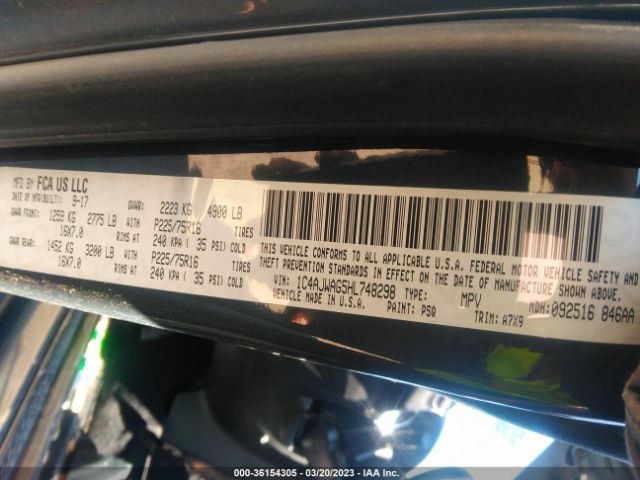 MFD BY FCA US LLC
DATE OF MFR(BUILT): 9-17 GVWR: 2223 KG 4900 LB
GAWR FRONT: 1259 KG 2775 LB WITH P225/75R16 TIRES
16X7.0 RIMS AT 240 KPA ( 35 PSI) COLD
GAWR REAR: 1452 KG 3200 LB WITH P225/75R16 TIRES
16X7.0 RIMS AT 240 KPA ( 35 PSI) COLD
THIS VEHICLE CONFORMS TO ALL APPLICABLE U.S.A. FEDERAL MOTOR VEHICLE SAFETY AND
THEFT PREVENTION STANDARDS IN EFFECT ON THE DATE OF MANUFACTURE SHOWN ABOVE.
VIN: 1C4AJWAG5HL748298 TYPE: MPV MDH: 092516 846AA
PAINT: PSQ TRIM: A7X9
000-36154305 - 03/20/2023 - IAA Inc.